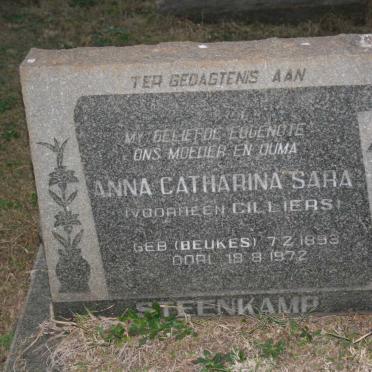 TER GEDAGTENIS AAN
MY GELIEFDE EGGENOTE
ONS MOEDER EN OUMA
ANNA CATHARINA SARA
(VOORHEEN CILLIERS)
GEB (BEUKES) 7.2.1893
OORL 18.8.1972
STEENKAMP